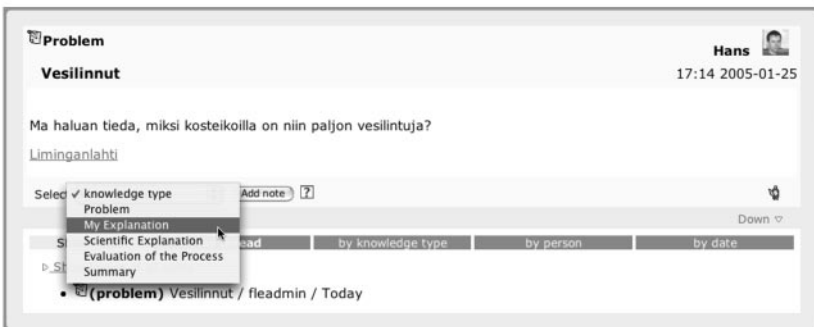 Problem
Hans
Vesilinnut
17:14 2005-01-25
Ma haluan tieda, miksi kosteikoilla on niin paljon vesilintuja?
Liminganlahti
Selec ✓ knowledge type Add note ?
Problem
My Explanation
Scientific Explanation
Evaluation of the Process
Summary
Down ▽
by knowledge type by person by date
• (problem) Vesilinnut / fleadmin / Today